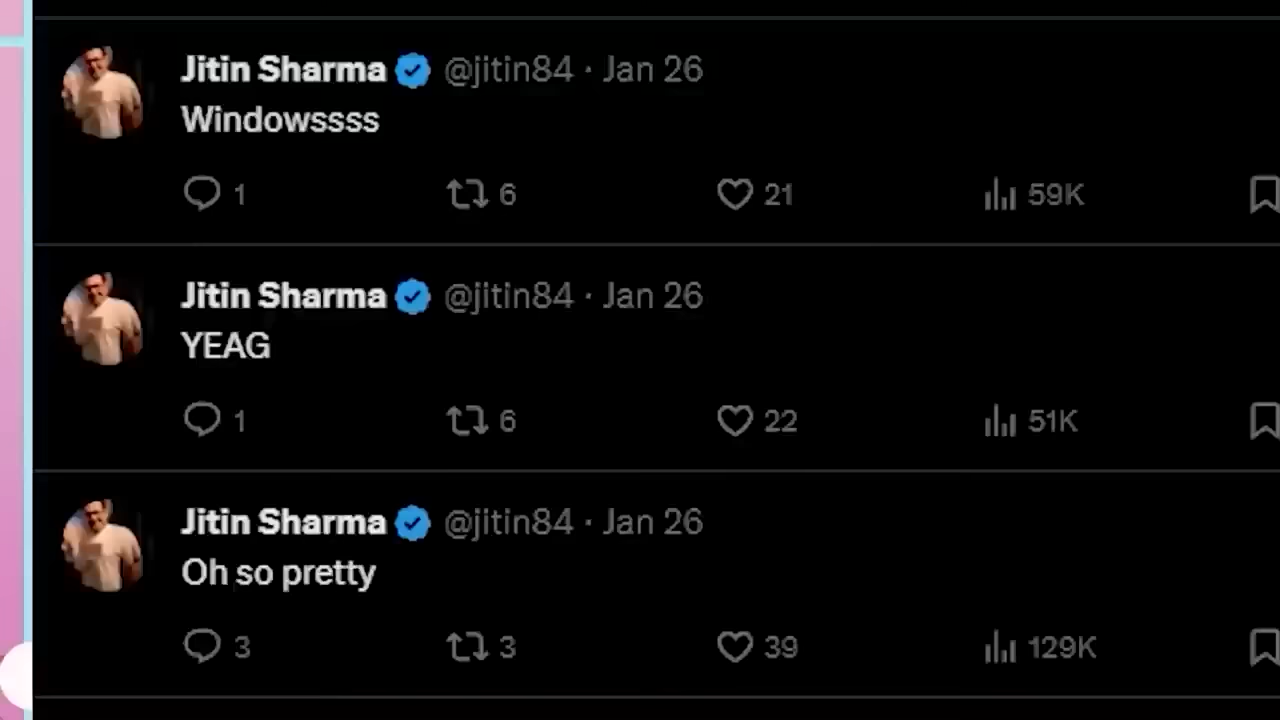 Jitin Sharma @jitin84 · Jan 26
Windowssss
1 6 21 59K
Jitin Sharma @jitin84 · Jan 26
YEAG
1 6 22 51K
Jitin Sharma @jitin84 · Jan 26
Oh so pretty
3 3 39 129K